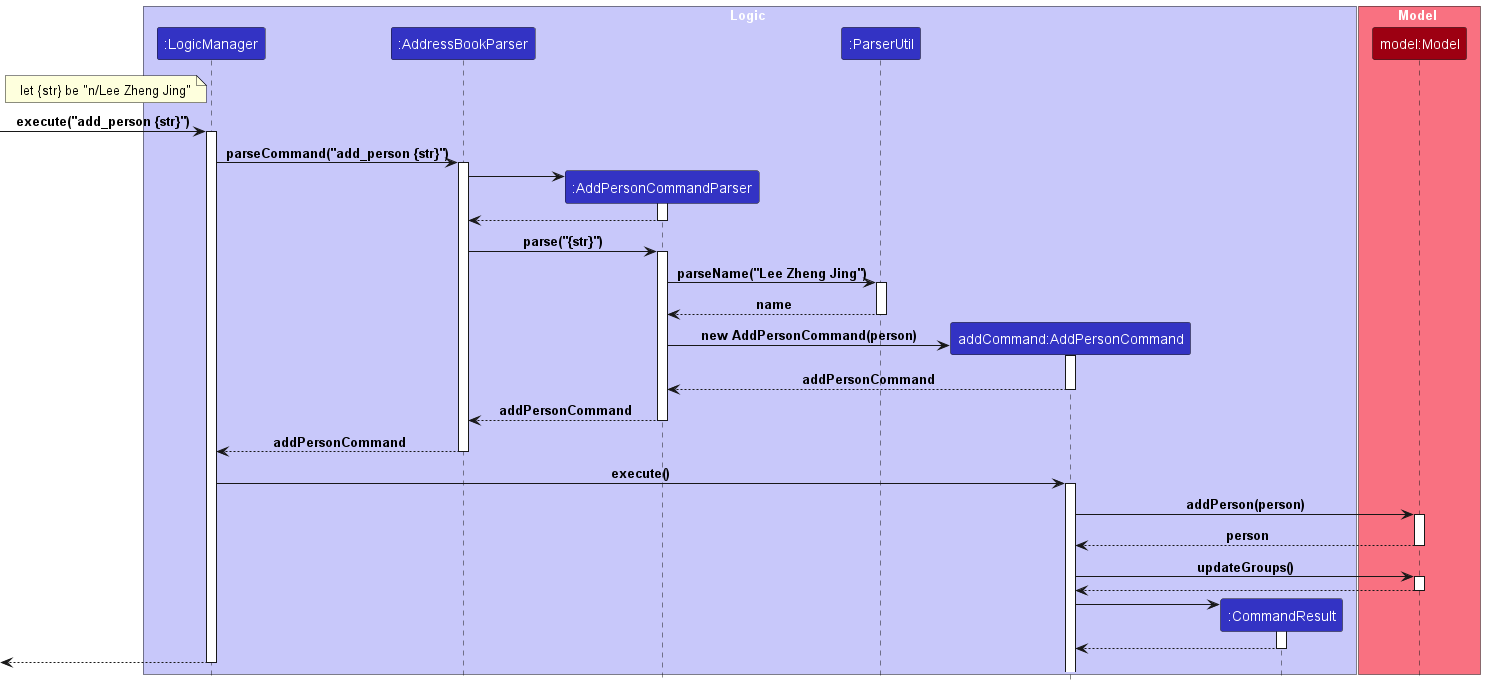 Logic
Model
:LogicManager
:AddressBookParser
:ParserUtil
model:Model
let {str} be "n/Lee Zheng Jing"
execute("add_person {str}")
parseCommand("add_person {str}")
:AddPersonCommandParser
parse("{str}")
parseName("Lee Zheng Jing")
name
new AddPersonCommand(person)
addCommand:AddPersonCommand
addPersonCommand
addPersonCommand
addPersonCommand
execute()
addPerson(person)
person
updateGroups()
:CommandResult